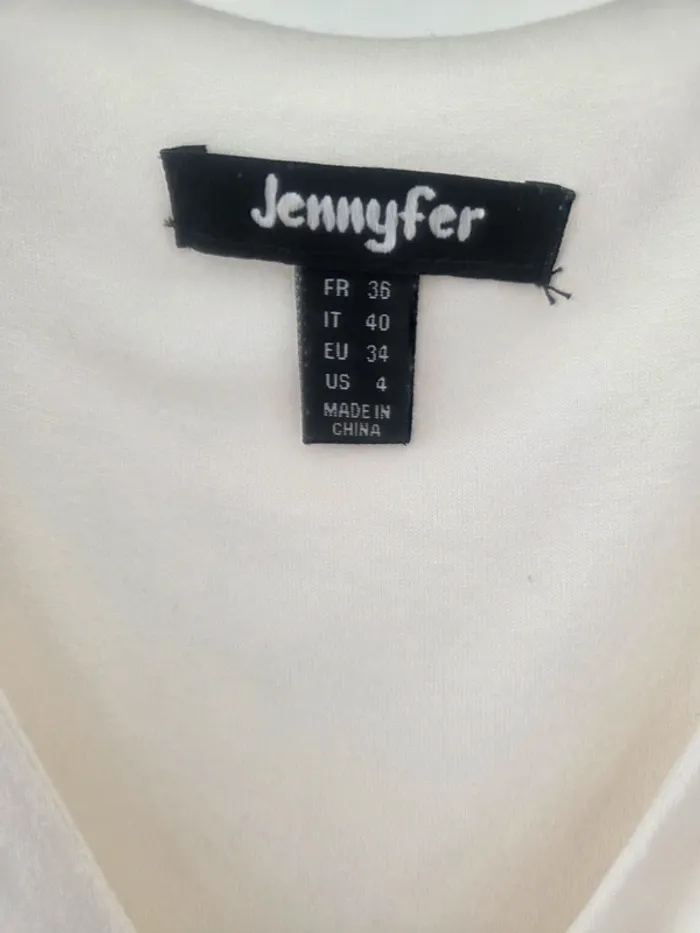 Jennyfer
FR 36
IT 40
EU 34
US 4
MADE IN
CHINA